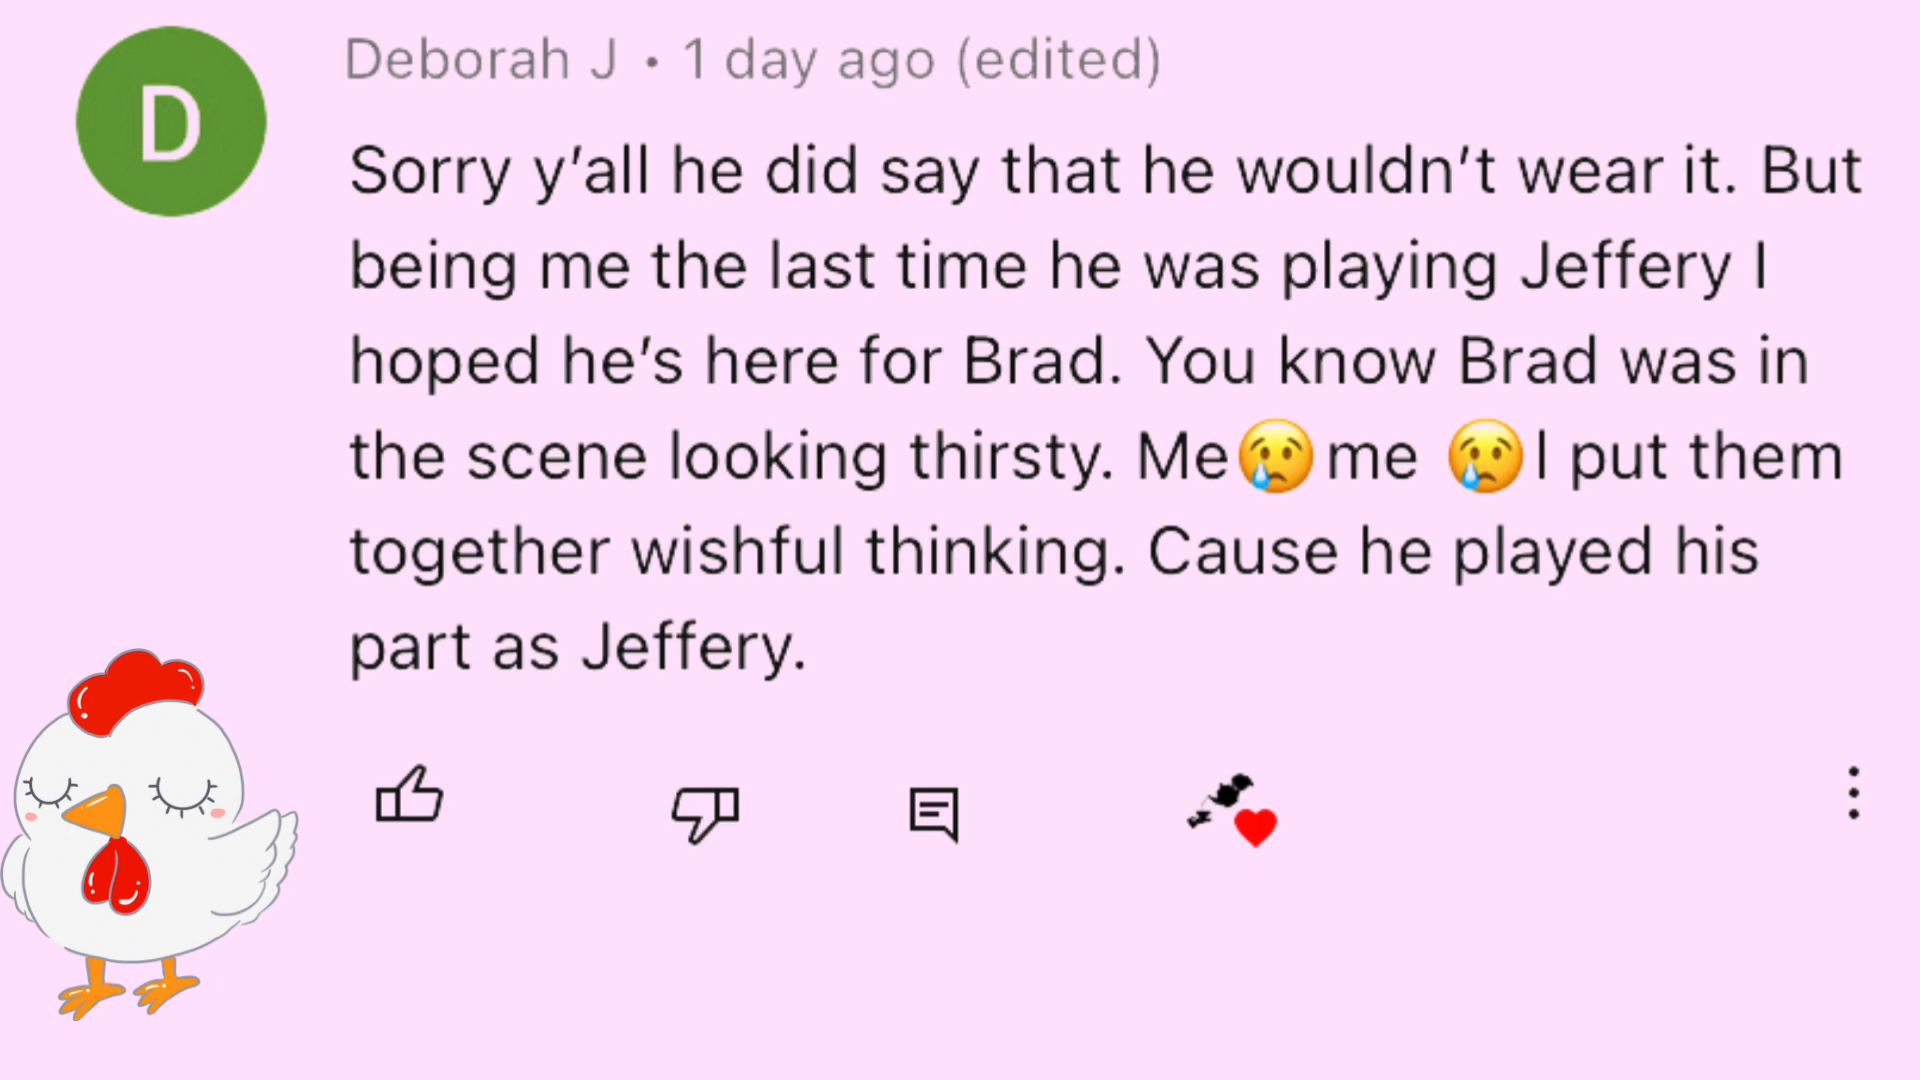 D
Deborah J • 1 day ago (edited)
Sorry y’all he did say that he wouldn’t wear it. But
being me the last time he was playing Jeffery I
hoped he’s here for Brad. You know Brad was in
the scene looking thirsty. Me😢me 😢I put them
together wishful thinking. Cause he played his
part as Jeffery.